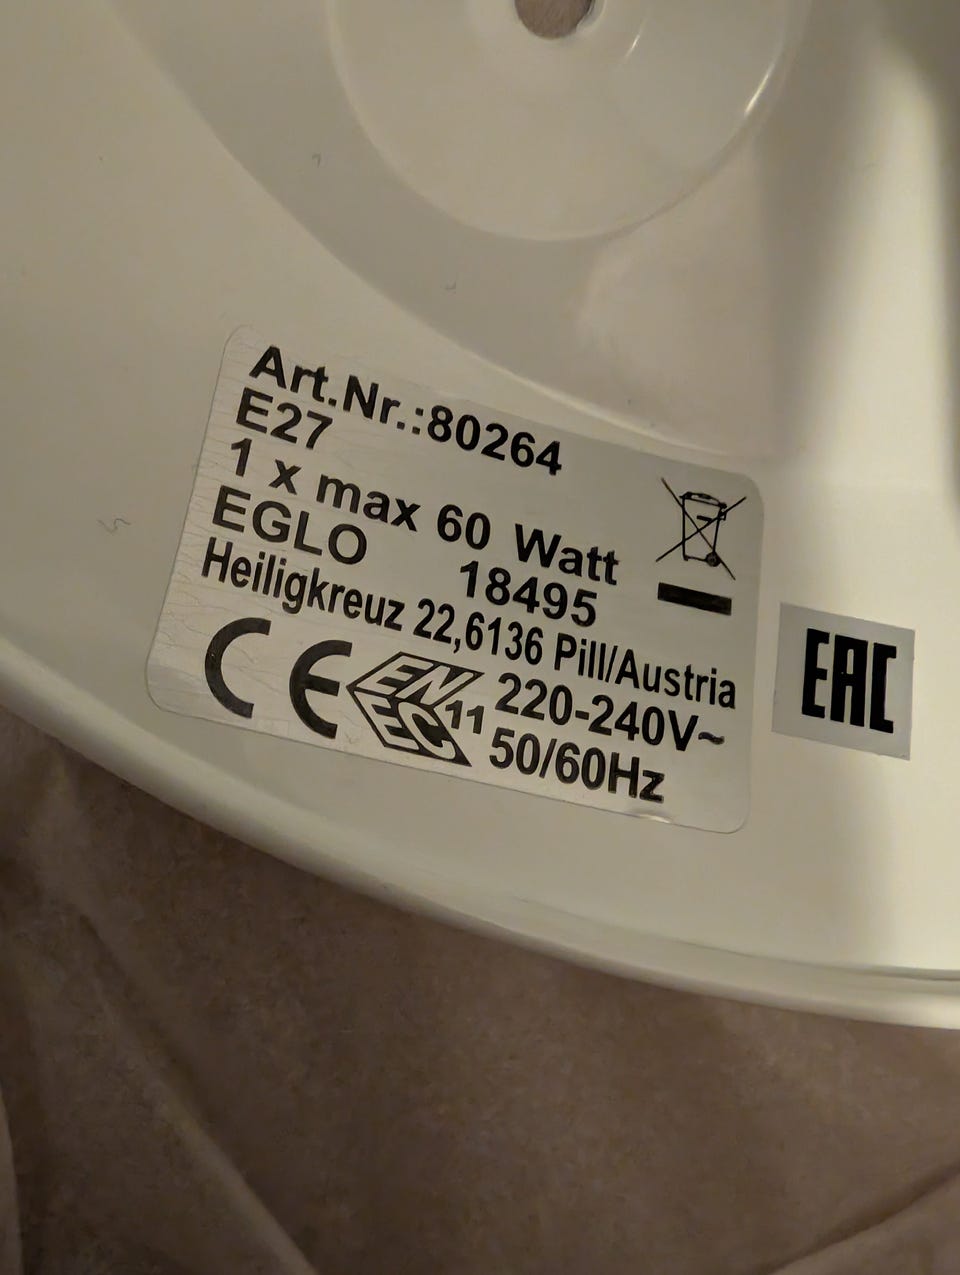 Art.Nr.:80264
E27
1 x max 60 Watt
EGLO 18495
Heiligkreuz 22,6136 Pill/Austria
CE EN EC 11 220-240V~
50/60Hz
EAC